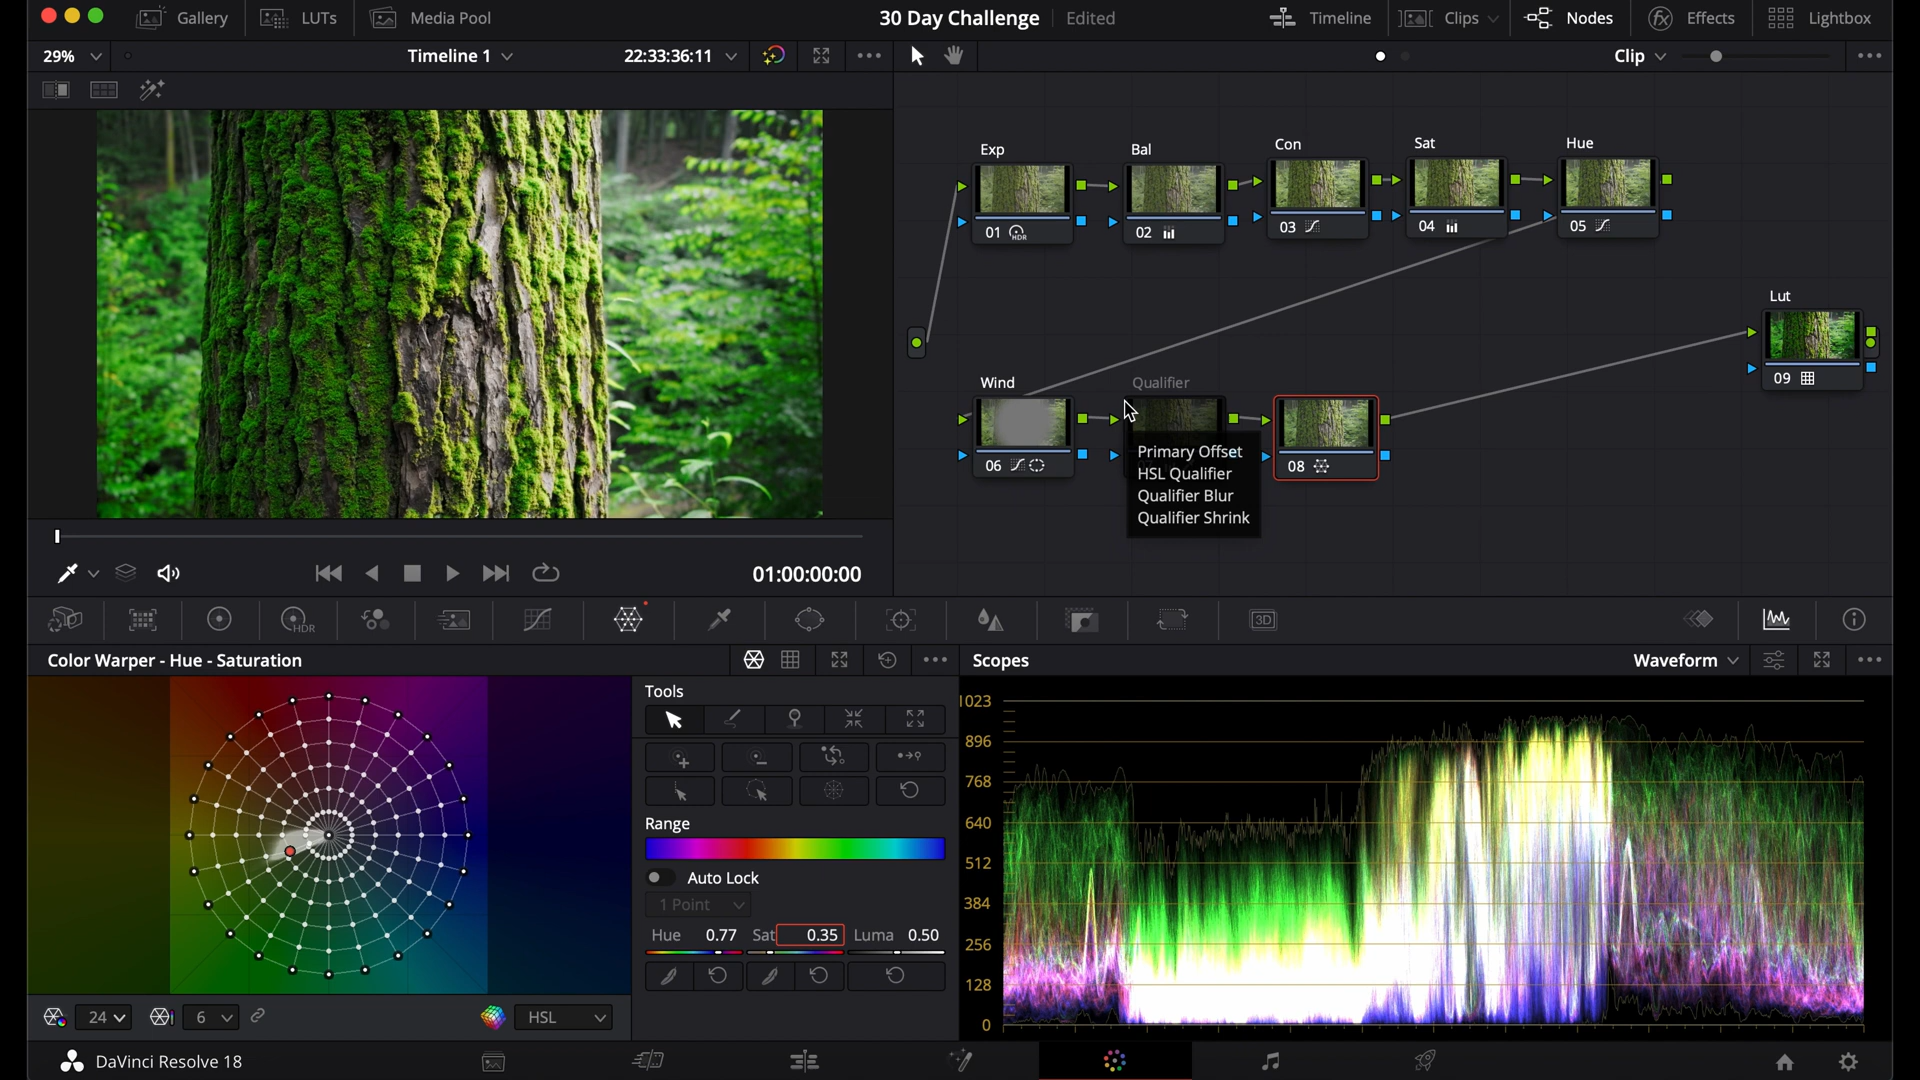 Gallery
LUTs
Media Pool
30 Day Challenge
Edited
Timeline
Clips
Nodes
Effects
Lightbox
29%
Timeline 1
22:33:36:11
Clip
Exp
Bal
Con
Sat
Hue
01
HDR
02
03
04
05
Lut
09
Wind
Qualifier
06
08
Primary Offset
HSL Qualifier
Qualifier Blur
Qualifier Shrink
01:00:00:00
HDR
3D
Color Warper - Hue - Saturation
Scopes
Waveform
Tools
Range
Auto Lock
1 Point
Hue 0.77 Sat 0.35 Luma 0.50
24
6
HSL
1023
896
768
640
512
384
256
128
0
DaVinci Resolve 18